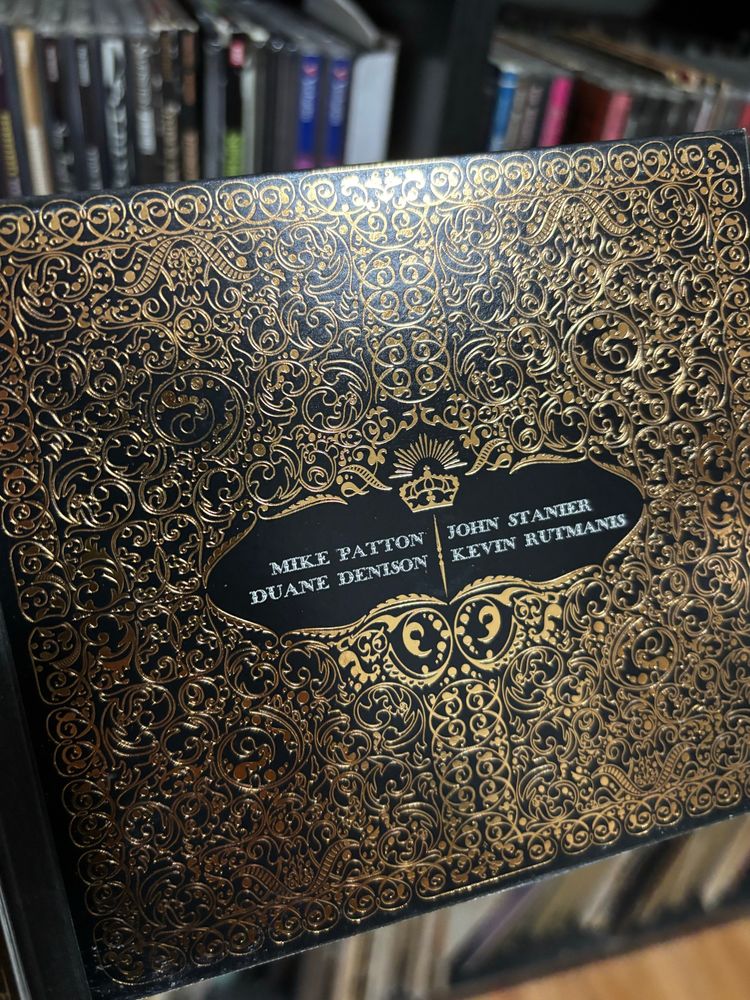 MIKE PATTON
DUANE DENISON
JOHN STANIER
KEVIN RUTMANIS